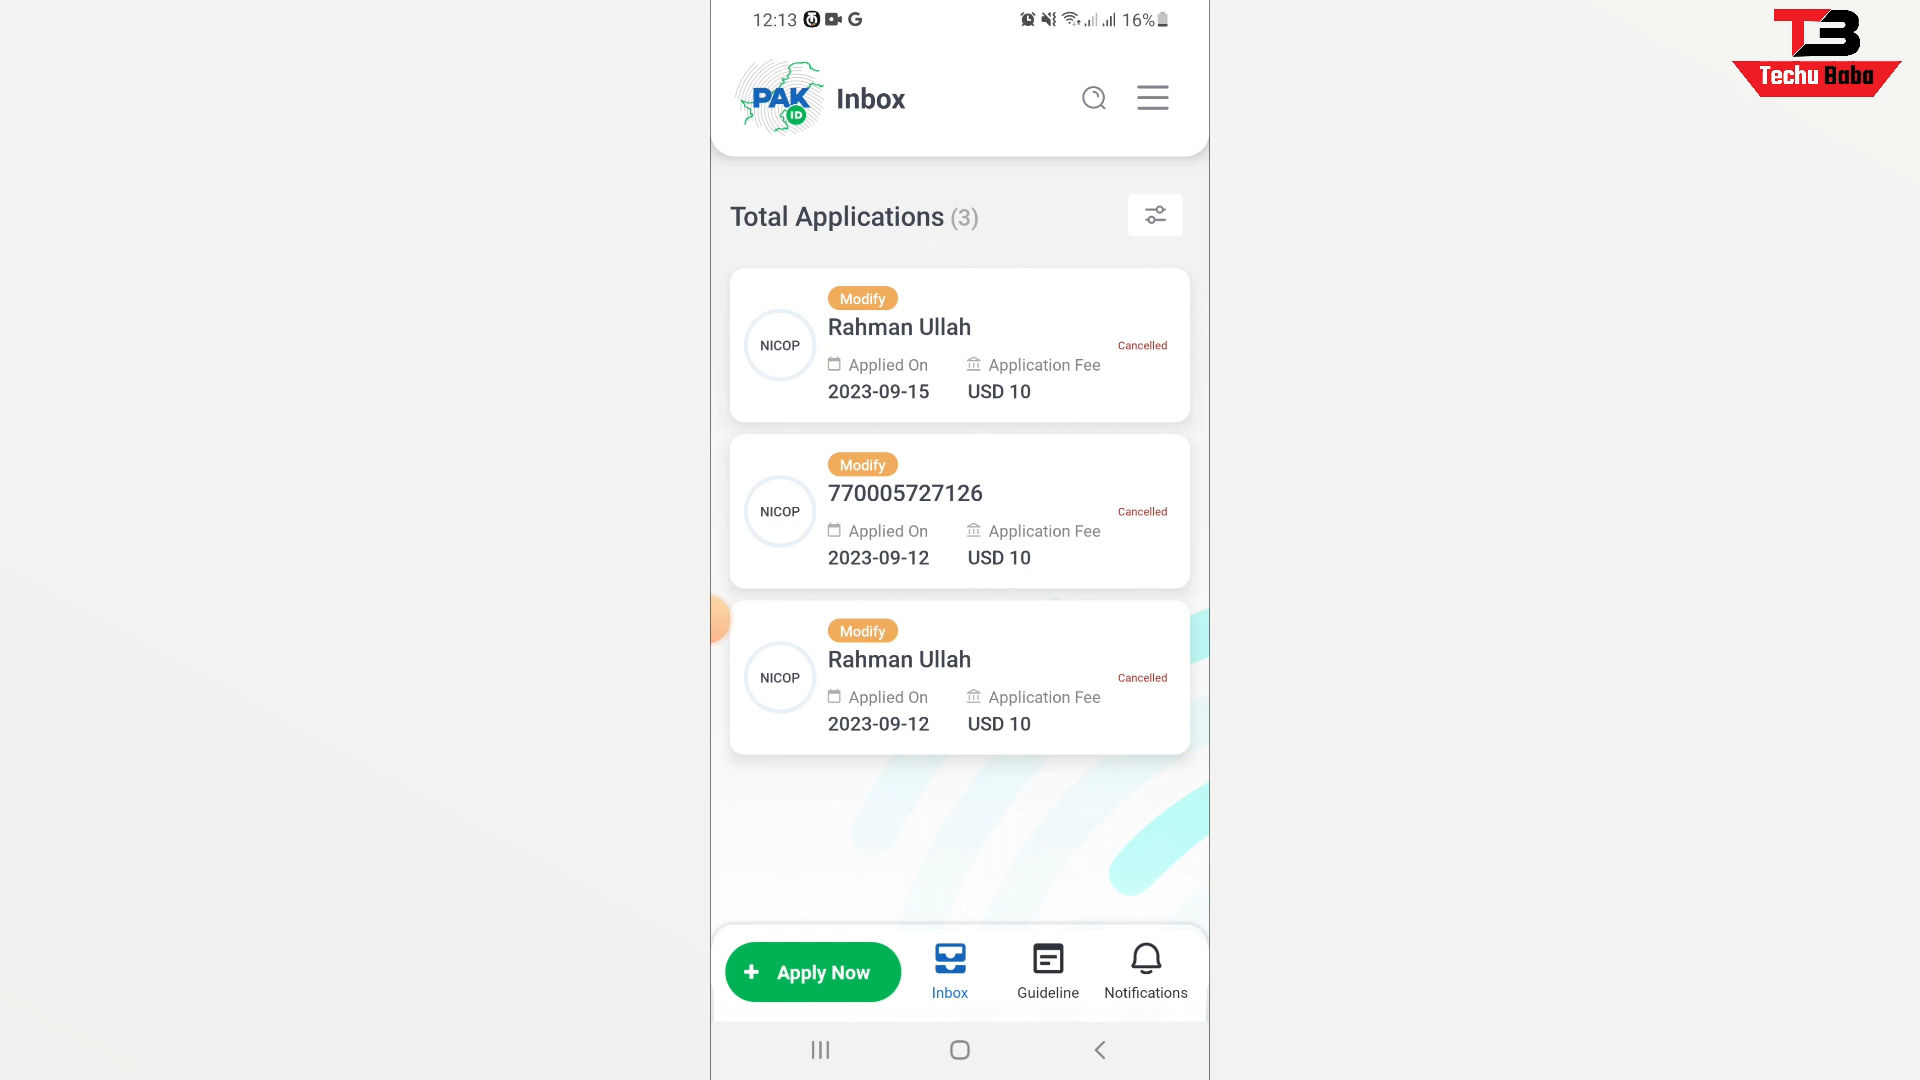 12:13 16%
T3
Techu Baba
PAK
ID
Inbox
Total Applications (3)
Modify
NICOP
Rahman Ullah
Cancelled
Applied On Application Fee
2023-09-15 USD 10
Modify
NICOP
770005727126
Cancelled
Applied On Application Fee
2023-09-12 USD 10
Modify
NICOP
Rahman Ullah
Cancelled
Applied On Application Fee
2023-09-12 USD 10
+ Apply Now
Inbox
Guideline
Notifications